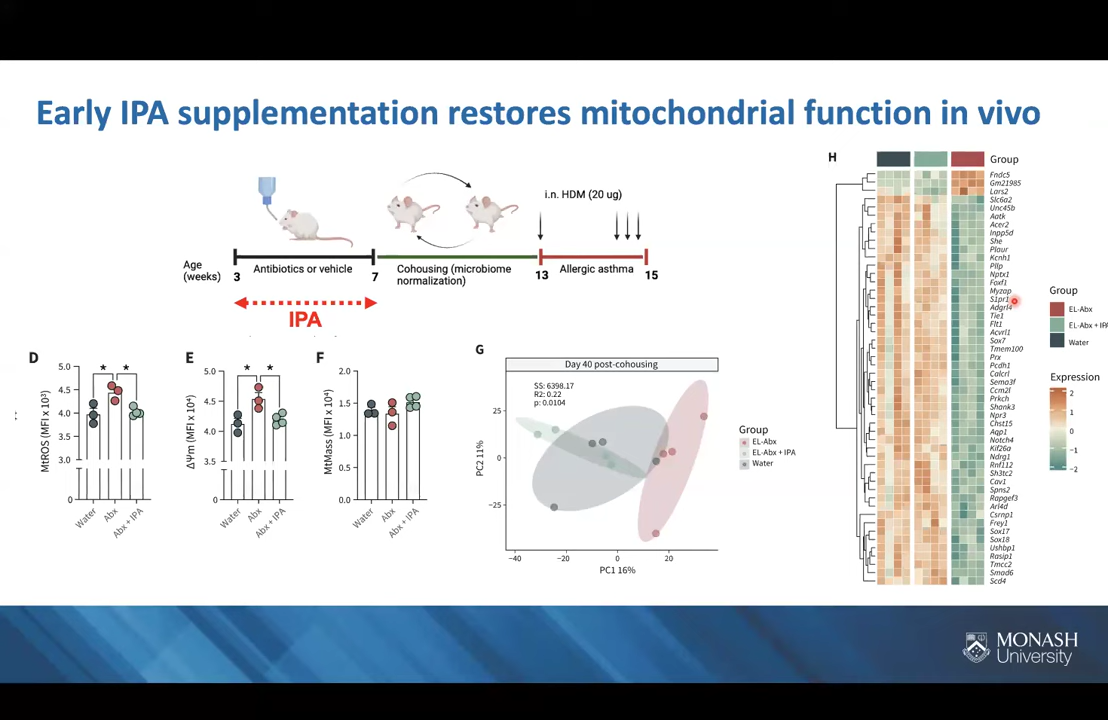 Early IPA supplementation restores mitochondrial function in vivo
i.n. HDM (20 ug)
Age
(weeks)
3
Antibiotics or vehicle
7
Cohousing (microbiome
normalization)
13
Allergic asthma
15
IPA
D
MtROS (MFI x 10³)
5.0
4.5
4.0
3.5
3.0
0
* *
Water
Abx
Abx + IPA
E
ΔΨm (MFI x 10⁴)
5.0
4.5
4.0
3.5
0
* *
Water
Abx
Abx + IPA
F
MtMass (MFI x 10⁴)
2.0
1.5
1.0
0.5
0.0
Water
Abx
Abx + IPA
G
Day 40 post-cohousing
SS: 6398.17
R2: 0.22
p: 0.0104
PC2 11%
25
0
−25
−40
−20
0
20
PC1 16%
Group
EL-Abx
EL-Abx + IPA
Water
H
Group
Fndc5
Gm21985
Lars2
Slc6a2
Unc45b
Aatk
Acer2
Inpp5d
She
Plaur
Kcnh1
Pllp
Nptx1
Foxf1
Myzap
S1pr1
Adgrl4
Tie1
Flt1
Acvrl1
Sox7
Tmem100
Prx
Pcdh1
Calcrl
Sema3f
Ccm2l
Prkch
Shank3
Npr3
Chst15
Aqp1
Notch4
Kif26a
Ndrg1
Rnf112
Sh3tc2
Cav1
Spns2
Rapgef3
Arl4d
Csrnp1
Frey1
Sox17
Sox18
Ushbp1
Rasip1
Tmcc2
Smad6
Scd4
Group
EL-Abx
EL-Abx + IPA
Water
Expression
2
1
0
−1
−2
MONASH
University